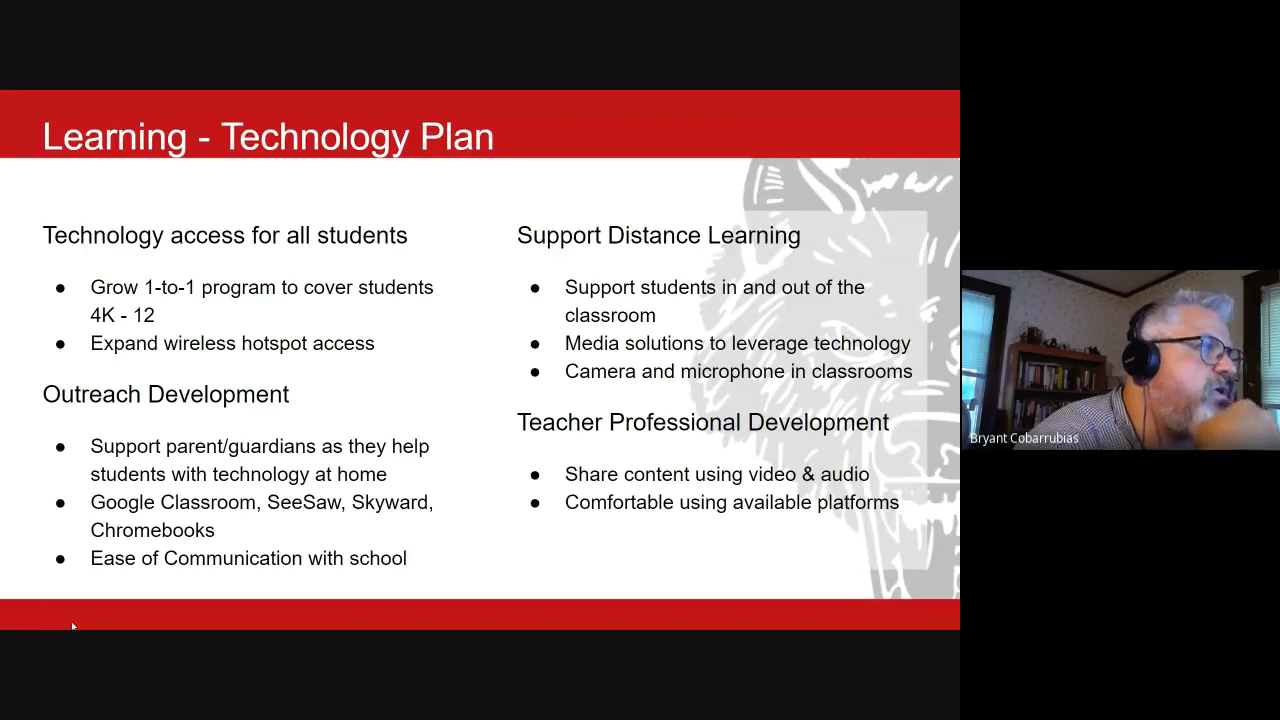 Learning - Technology Plan
Technology access for all students
● Grow 1-to-1 program to cover students
4K - 12
● Expand wireless hotspot access
Outreach Development
● Support parent/guardians as they help
students with technology at home
● Google Classroom, SeeSaw, Skyward,
Chromebooks
● Ease of Communication with school
Support Distance Learning
● Support students in and out of the
classroom
● Media solutions to leverage technology
● Camera and microphone in classrooms
Teacher Professional Development
● Share content using video & audio
● Comfortable using available platforms
Bryant Cobarrubias